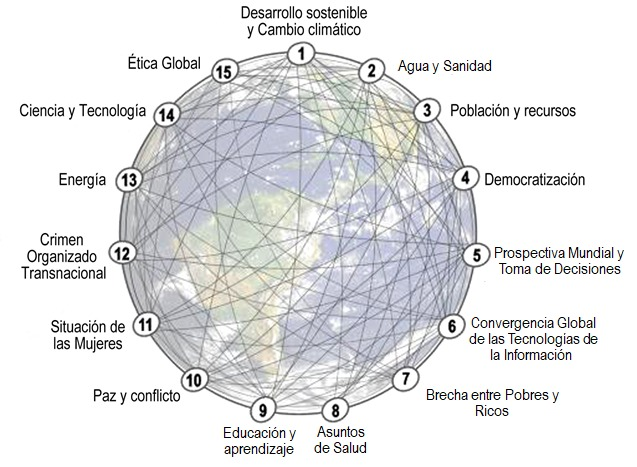 Desarrollo sostenible
y Cambio climático
1
2
Agua y Sanidad
3
Población y recursos
4
Democratización
5
Prospectiva Mundial y
Toma de Decisiones
6
Convergencia Global
de las Tecnologías de
la Información
7
Brecha entre Pobres y
Ricos
8
Asuntos
de Salud
9
Educación y
aprendizaje
10
Paz y conflicto
11
Situación de
las Mujeres
12
Crimen
Organizado
Transnacional
13
Energía
14
Ciencia y Tecnología
15
Ética Global